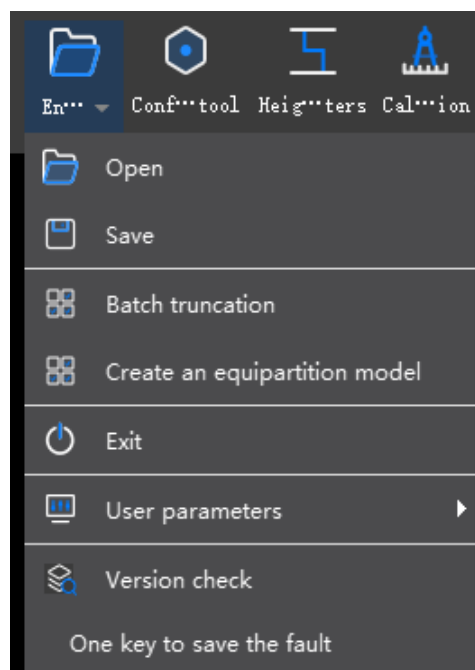 En··· Conf···tool Heig···ters Cal···ion
Open
Save
Batch truncation
Create an equipartition model
Exit
User parameters
Version check
One key to save the fault